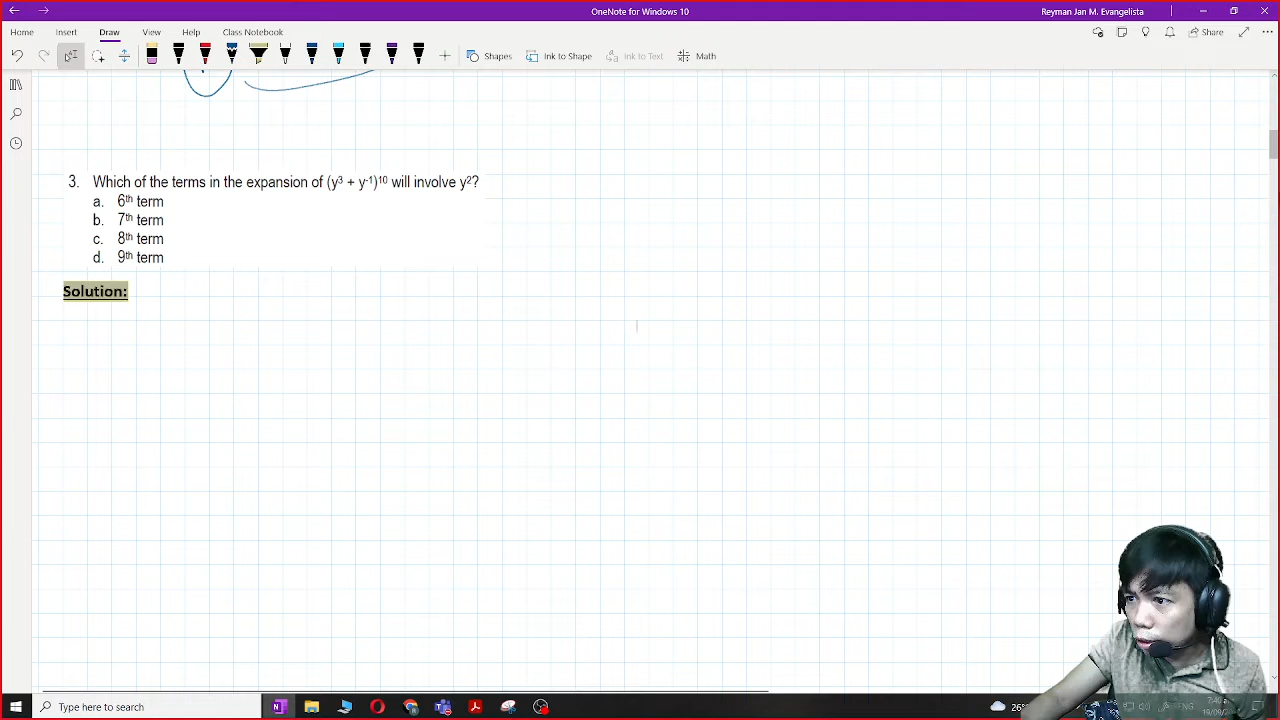 OneNote for Windows 10
Reyman Jan M. Evangelista
Home Insert Draw View Help Class Notebook
Share
Shapes Ink to Shape Ink to Text Math
3. Which of the terms in the expansion of (y³ + y⁻¹)¹⁰ will involve y²?
a. 6th term
b. 7th term
c. 8th term
d. 9th term
Solution:
Type here to search
ENG